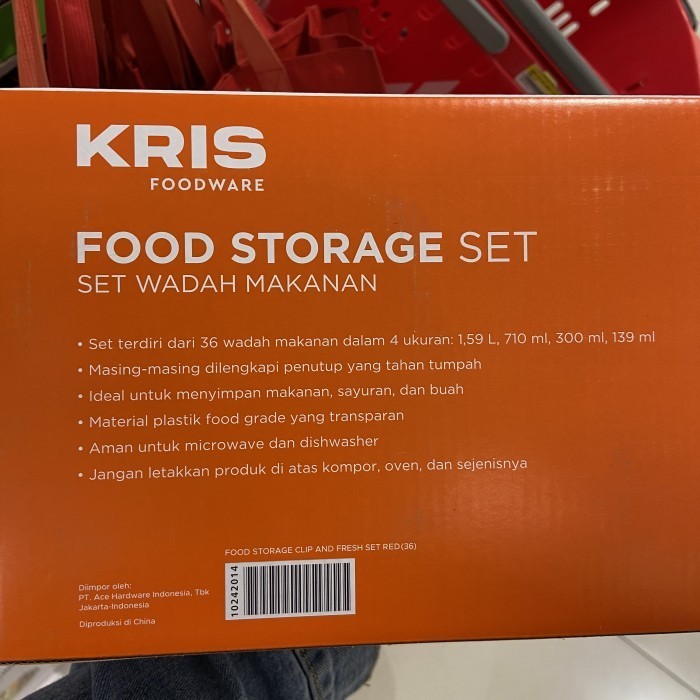 KRIS
FOODWARE
FOOD STORAGE SET
SET WADAH MAKANAN
• Set terdiri dari 36 wadah makanan dalam 4 ukuran: 1,59 L, 710 ml, 300 ml, 139 ml
• Masing-masing dilengkapi penutup yang tahan tumpah
• Ideal untuk menyimpan makanan, sayuran, dan buah
• Material plastik food grade yang transparan
• Aman untuk microwave dan dishwasher
• Jangan letakkan produk di atas kompor, oven, dan sejenisnya
FOOD STORAGE CLIP AND FRESH SET RED(36)
10242014
Diimpor oleh:
PT. Ace Hardware Indonesia, Tbk
Jakarta-Indonesia
Diproduksi di China